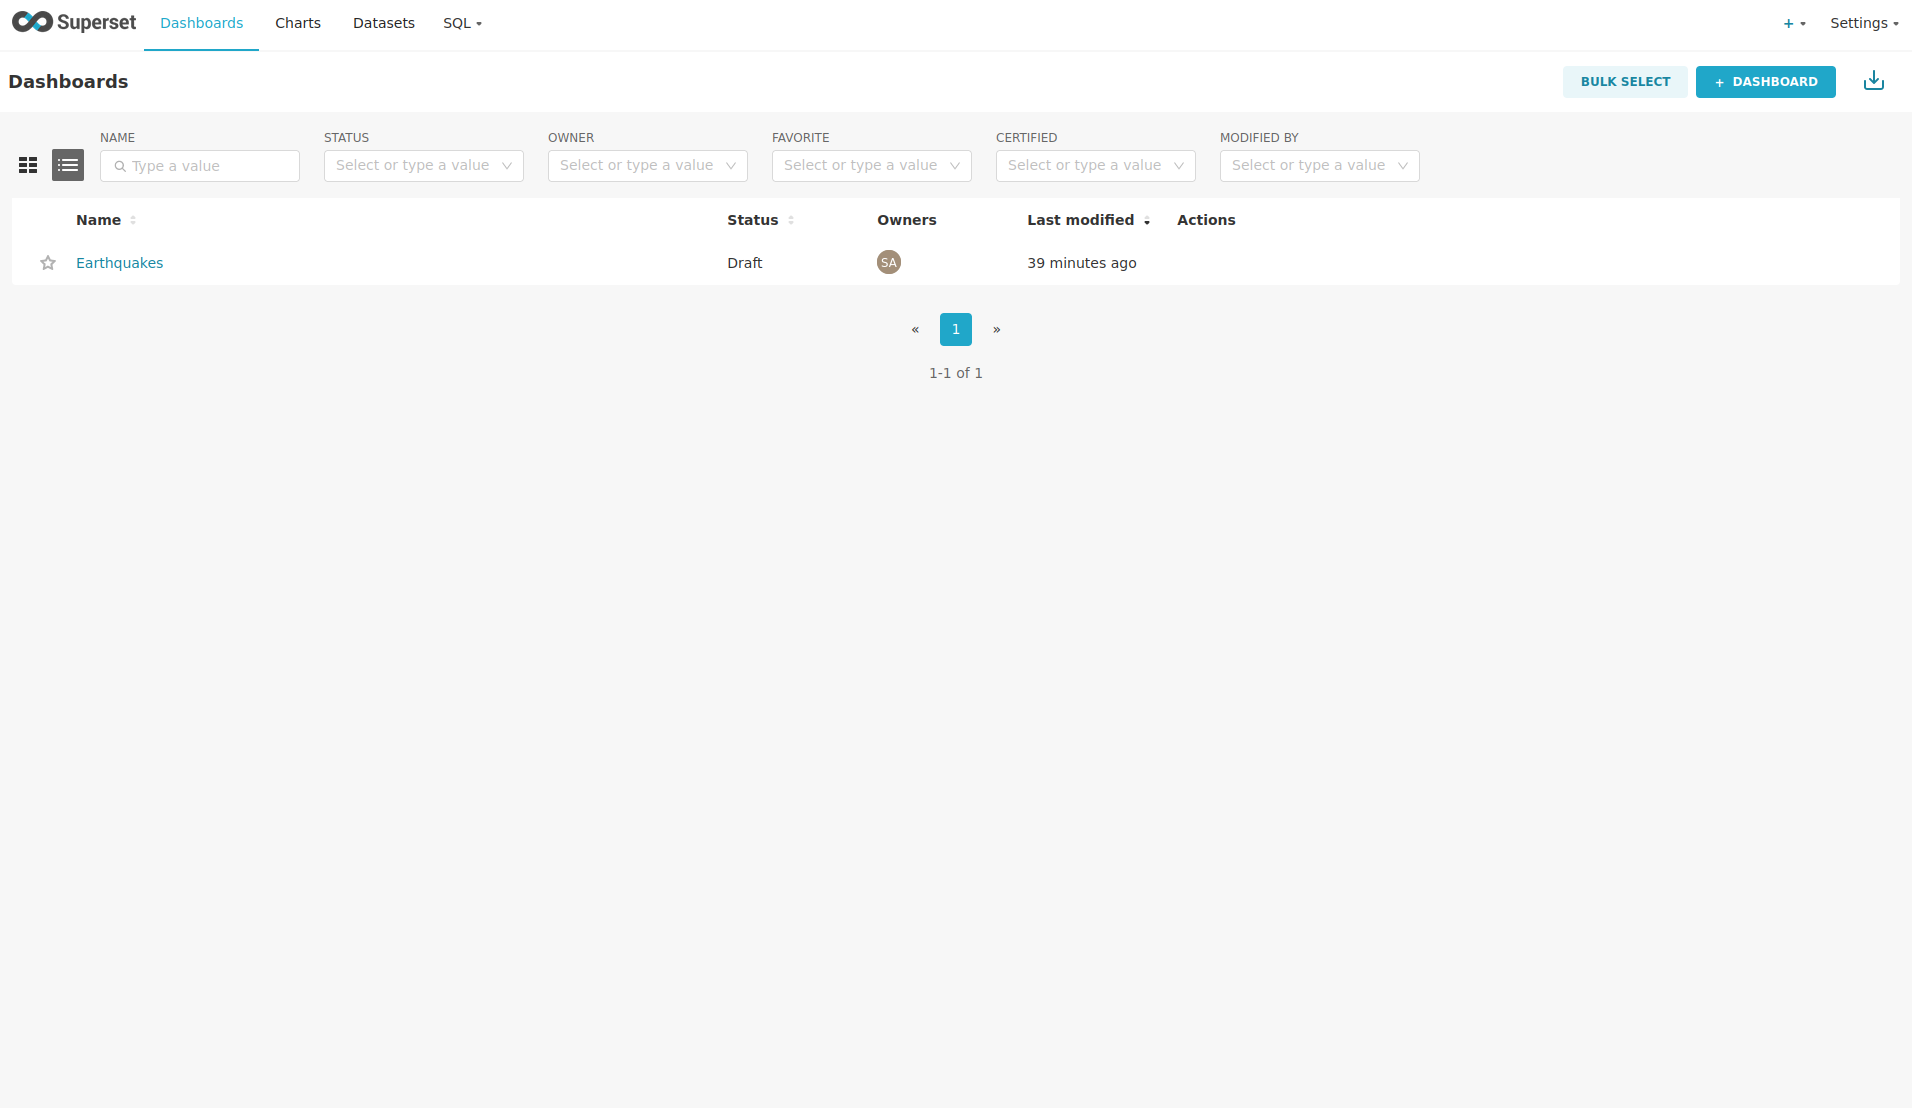 Superset Dashboards Charts Datasets SQL + Settings
Dashboards BULK SELECT + DASHBOARD
NAME STATUS OWNER FAVORITE CERTIFIED MODIFIED BY
Type a value Select or type a value Select or type a value Select or type a value Select or type a value Select or type a value
Name Status Owners Last modified Actions
Earthquakes Draft SA 39 minutes ago
« 1 »
1-1 of 1